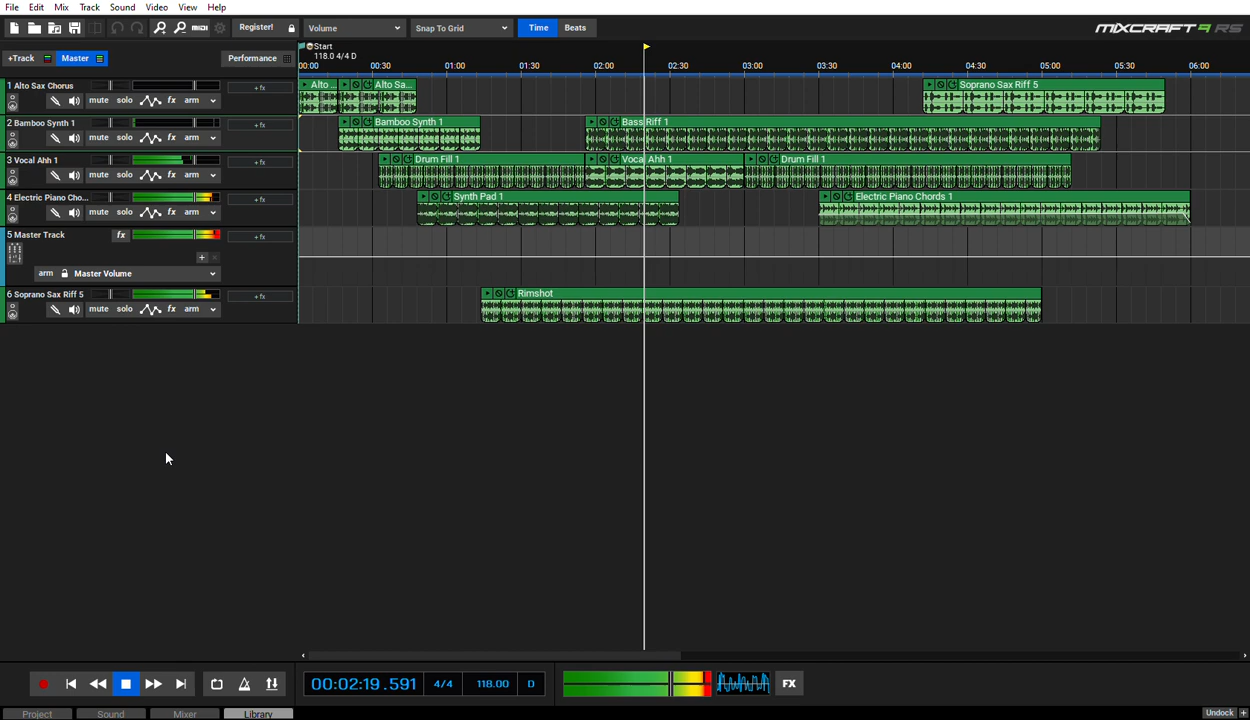 File Edit Mix Track Sound Video View Help
MIDI Register! Volume Snap To Grid Time Beats MIXCRAFT 9 RS
+Track Master Performance Start
118.0 4/4 D
00:00 00:30 01:00 01:30 02:00 02:30 03:00 03:30 04:00 04:30 05:00 05:30 06:00
1 Alto Sax Chorus +fx Alto ... Alto Sa... Soprano Sax Riff 5
mute solo fx arm
2 Bamboo Synth 1 +fx Bamboo Synth 1 Bass Riff 1
mute solo fx arm
3 Vocal Ahh 1 +fx Drum Fill 1 Vocal Ahh 1 Drum Fill 1
mute solo fx arm
4 Electric Piano Cho... +fx Synth Pad 1 Electric Piano Chords 1
mute solo fx arm
5 Master Track fx +fx
arm Master Volume
6 Soprano Sax Riff 5 +fx Rimshot
mute solo fx arm
00:02:19.591 4/4 118.00 D FX
Project Sound Mixer Library Undock +